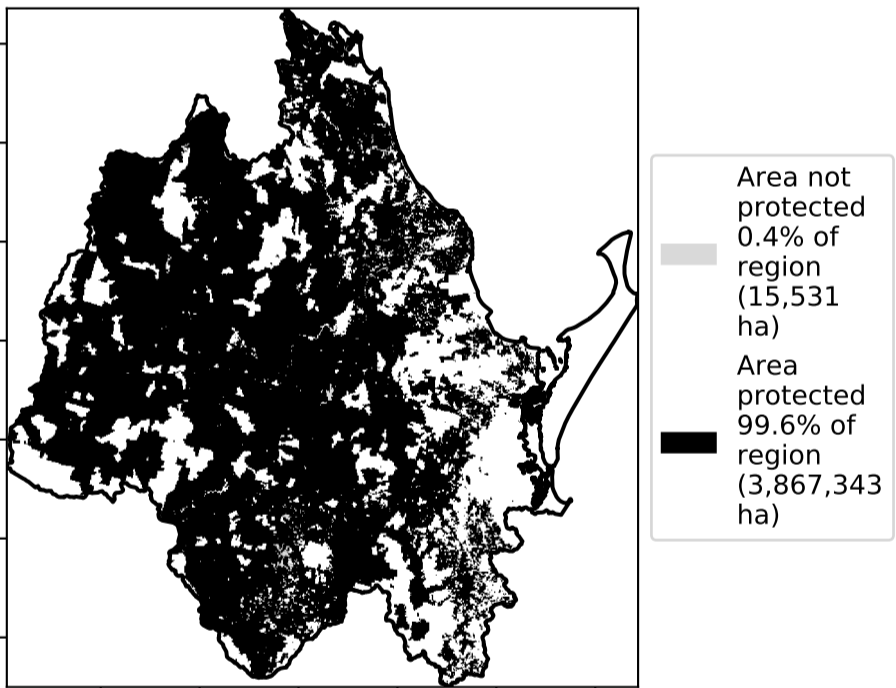 Area not
protected
0.4% of
region
(15,531
ha)
Area
protected
99.6% of
region
(3,867,343
ha)